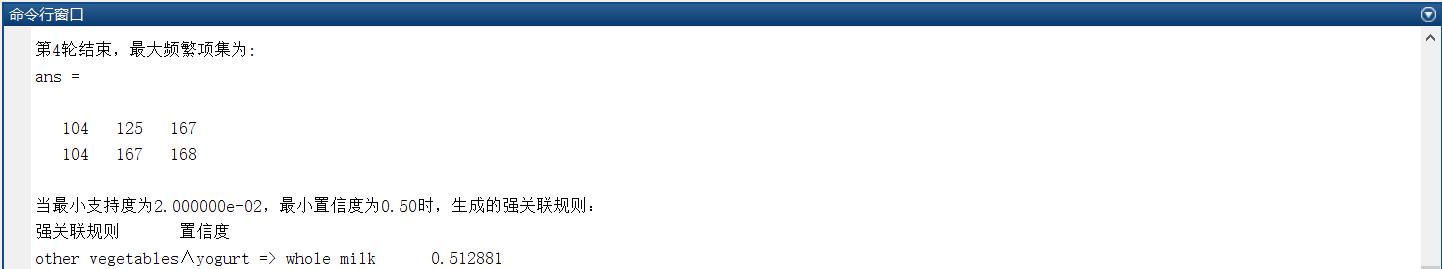 命令行窗口
第4轮结束，最大频繁项集为:
ans =
104 125 167
104 167 168
当最小支持度为2.000000e-02，最小置信度为0.50时，生成的强关联规则：
强关联规则 置信度
other vegetables∧yogurt => whole milk 0.512881